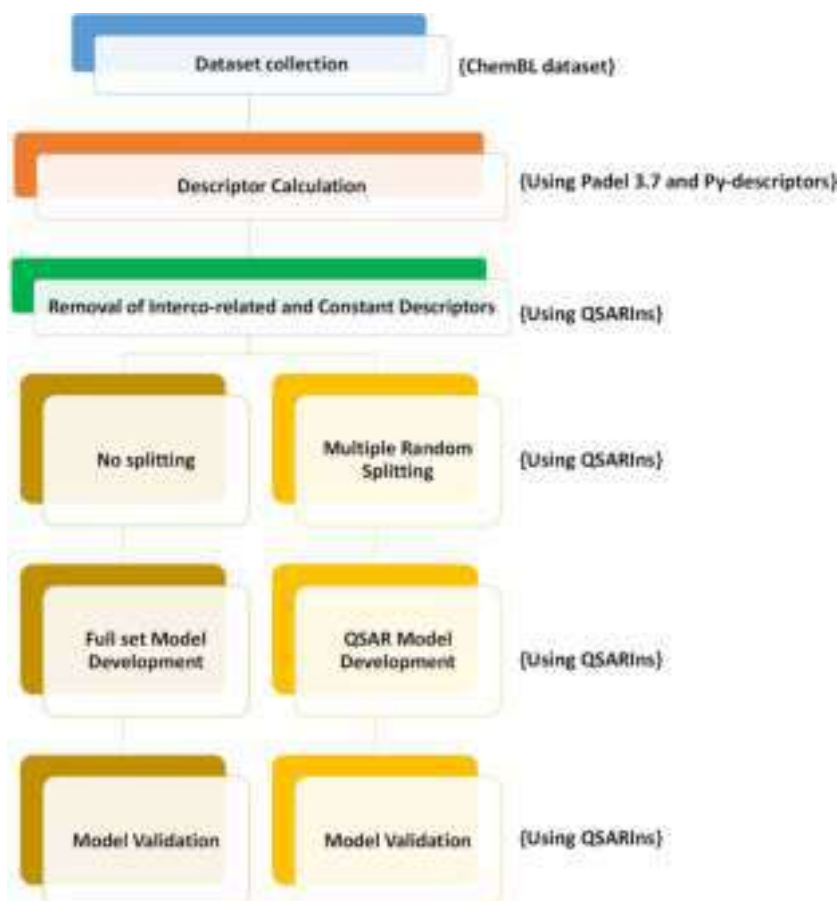 Dataset collection
{ChemBL dataset}
Descriptor Calculation
{Using Padel 3.7 and Py-descriptors}
Removal of Interco-related and Constant Descriptors
{Using QSARIns}
No splitting
Multiple Random
Splitting
{Using QSARIns}
Full set Model
Development
QSAR Model
Development
{Using QSARIns}
Model Validation
Model Validation
{Using QSARIns}